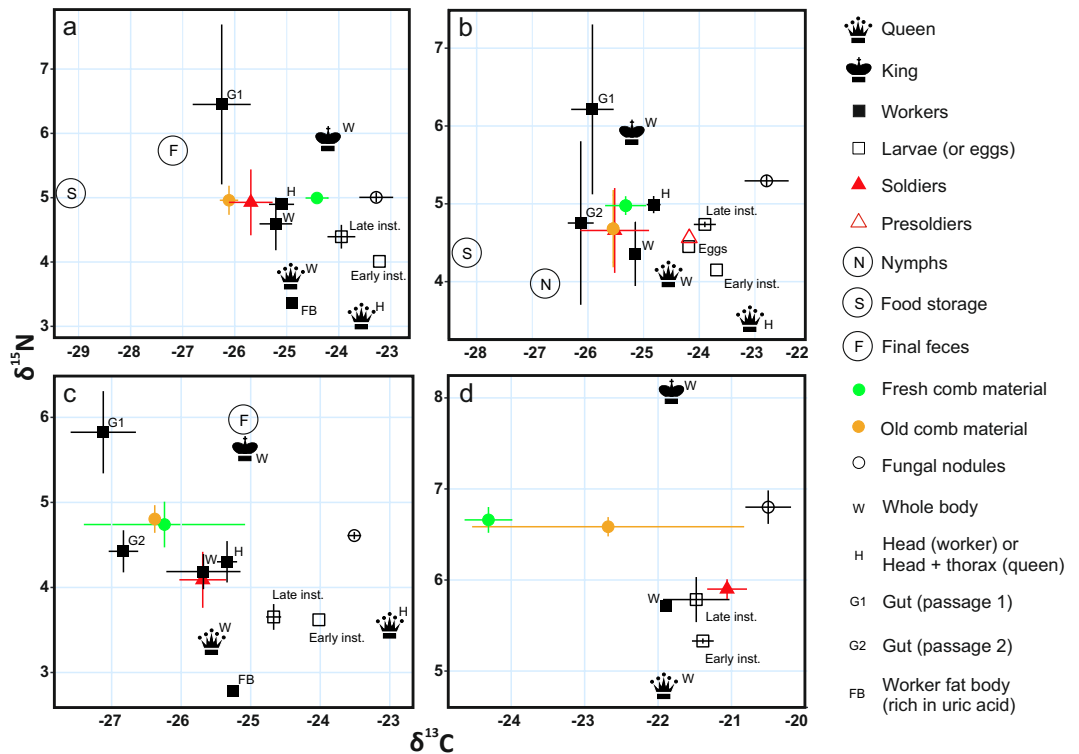 a
7
6
5
4
3
-29
-28
-27
-26
-25
-24
-23
G1
F
S
W
H
W
Late inst.
Early inst.
W
FB
H
b
7
6
5
4
-28
-27
-26
-25
-24
-23
-22
G1
W
G2
H
Late inst.
W
Eggs
S
N
W
Early inst.
H
δ15N
c
6
5
4
3
-27
-26
-25
-24
-23
G1
F
W
G2
W
H
Late inst.
Early inst.
H
W
FB
d
8
7
6
5
-24
-23
-22
-21
-20
W
W
Late inst.
Early inst.
W
δ13C
Queen
King
Workers
Larvae (or eggs)
Soldiers
Presoldiers
N Nymphs
S Food storage
F Final feces
Fresh comb material
Old comb material
Fungal nodules
W Whole body
H Head (worker) or
Head + thorax (queen)
G1 Gut (passage 1)
G2 Gut (passage 2)
FB Worker fat body
(rich in uric acid)